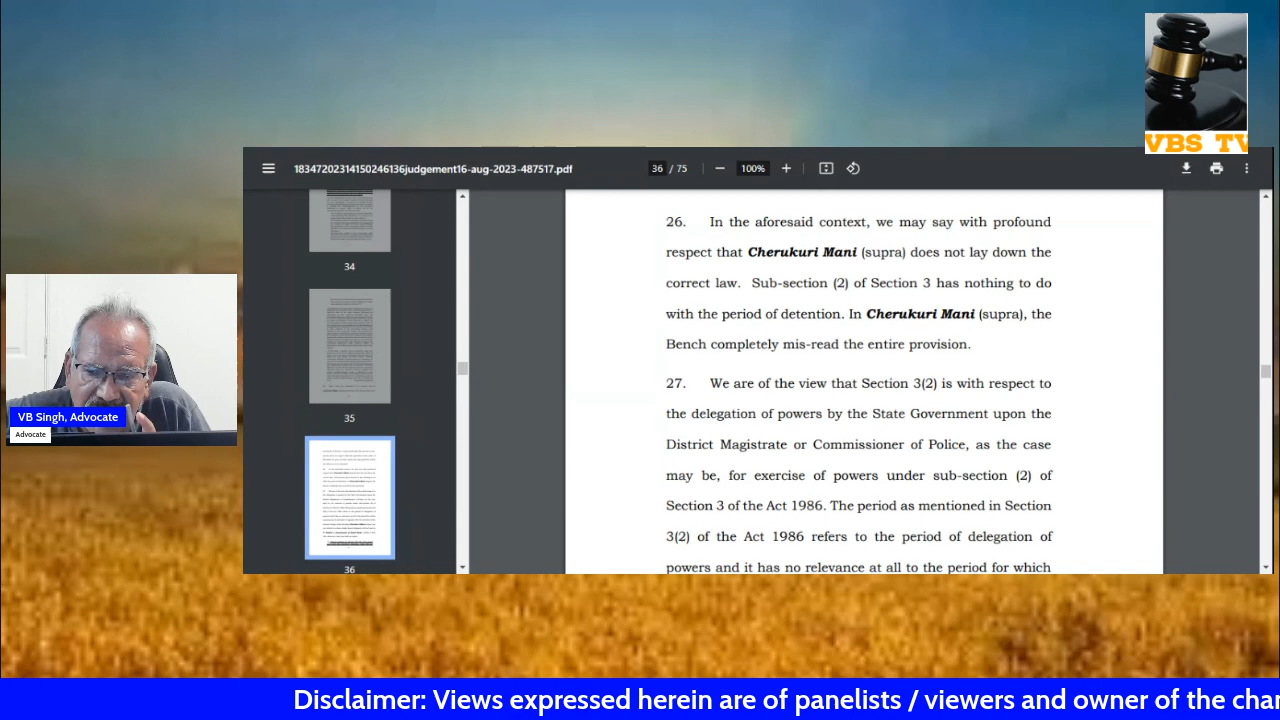 VBS TV
18347202314150246136judgement16-aug-2023-487517.pdf
36 / 75
100%
34
35
36
26. In the aforesaid context, we may say with profound
respect that Cherukuri Mani (supra) does not lay down the
correct law. Sub-section (2) of Section 3 has nothing to do
with the period of detention. In Cherukuri Mani (supra), the
Bench completely mis-read the entire provision.
27. We are of the view that Section 3(2) is with respect to
the delegation of powers by the State Government upon the
District Magistrate or Commissioner of Police, as the case
may be, for exercise of powers under sub-section (2) of
Section 3 of the Act 1986. The period as mentioned in Section
3(2) of the Act 1986 refers to the period of delegation of
powers and it has no relevance at all to the period for which
VB Singh, Advocate
Advocate
Disclaimer: Views expressed herein are of panelists / viewers and owner of the